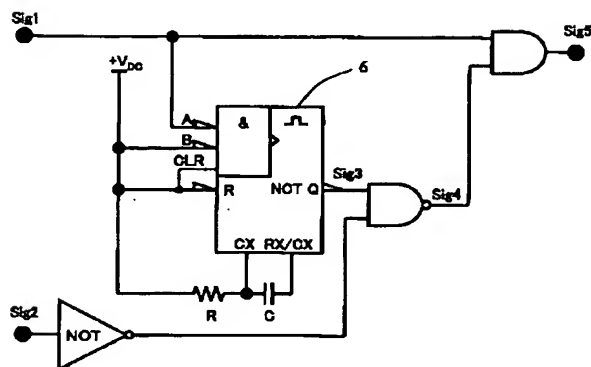 Sig1
Sig5
+VDC
6
A
&
B
CLR
R
NOT Q
Sig3
Sig4
CX
RX/CX
R
C
Sig2
NOT